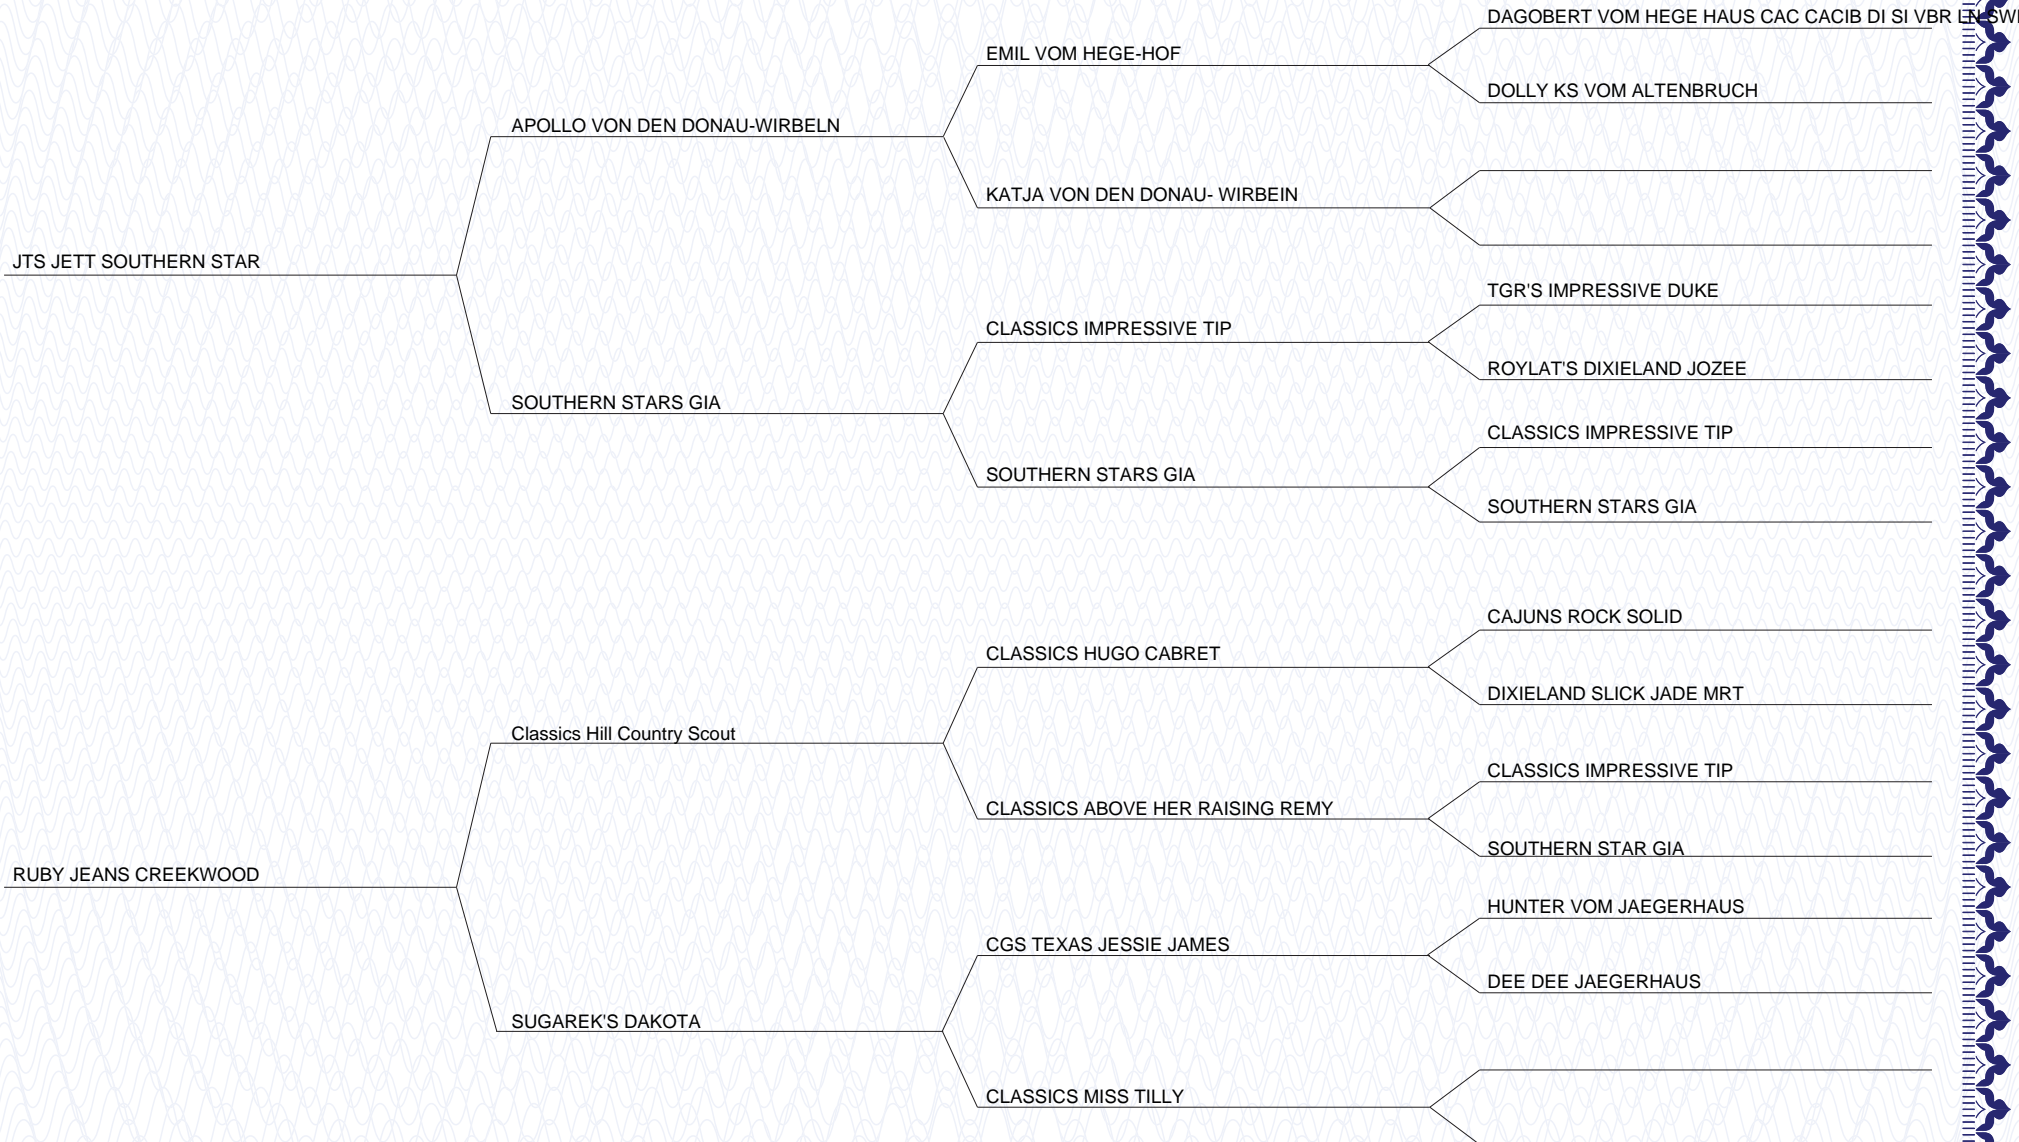 DAGOBERT VOM HEGE HAUS CAC CACIB DI SI VBR LN SW
EMIL VOM HEGE-HOF
DOLLY KS VOM ALTENBRUCH
APOLLO VON DEN DONAU-WIRBELN
KATJA VON DEN DONAU- WIRBEIN
JTS JETT SOUTHERN STAR
TGR'S IMPRESSIVE DUKE
CLASSICS IMPRESSIVE TIP
ROYLAT'S DIXIELAND JOZEE
SOUTHERN STARS GIA
CLASSICS IMPRESSIVE TIP
SOUTHERN STARS GIA
SOUTHERN STARS GIA
CAJUNS ROCK SOLID
CLASSICS HUGO CABRET
DIXIELAND SLICK JADE MRT
Classics Hill Country Scout
CLASSICS IMPRESSIVE TIP
CLASSICS ABOVE HER RAISING REMY
SOUTHERN STAR GIA
RUBY JEANS CREEKWOOD
HUNTER VOM JAEGERHAUS
CGS TEXAS JESSIE JAMES
DEE DEE JAEGERHAUS
SUGAREK'S DAKOTA
CLASSICS MISS TILLY